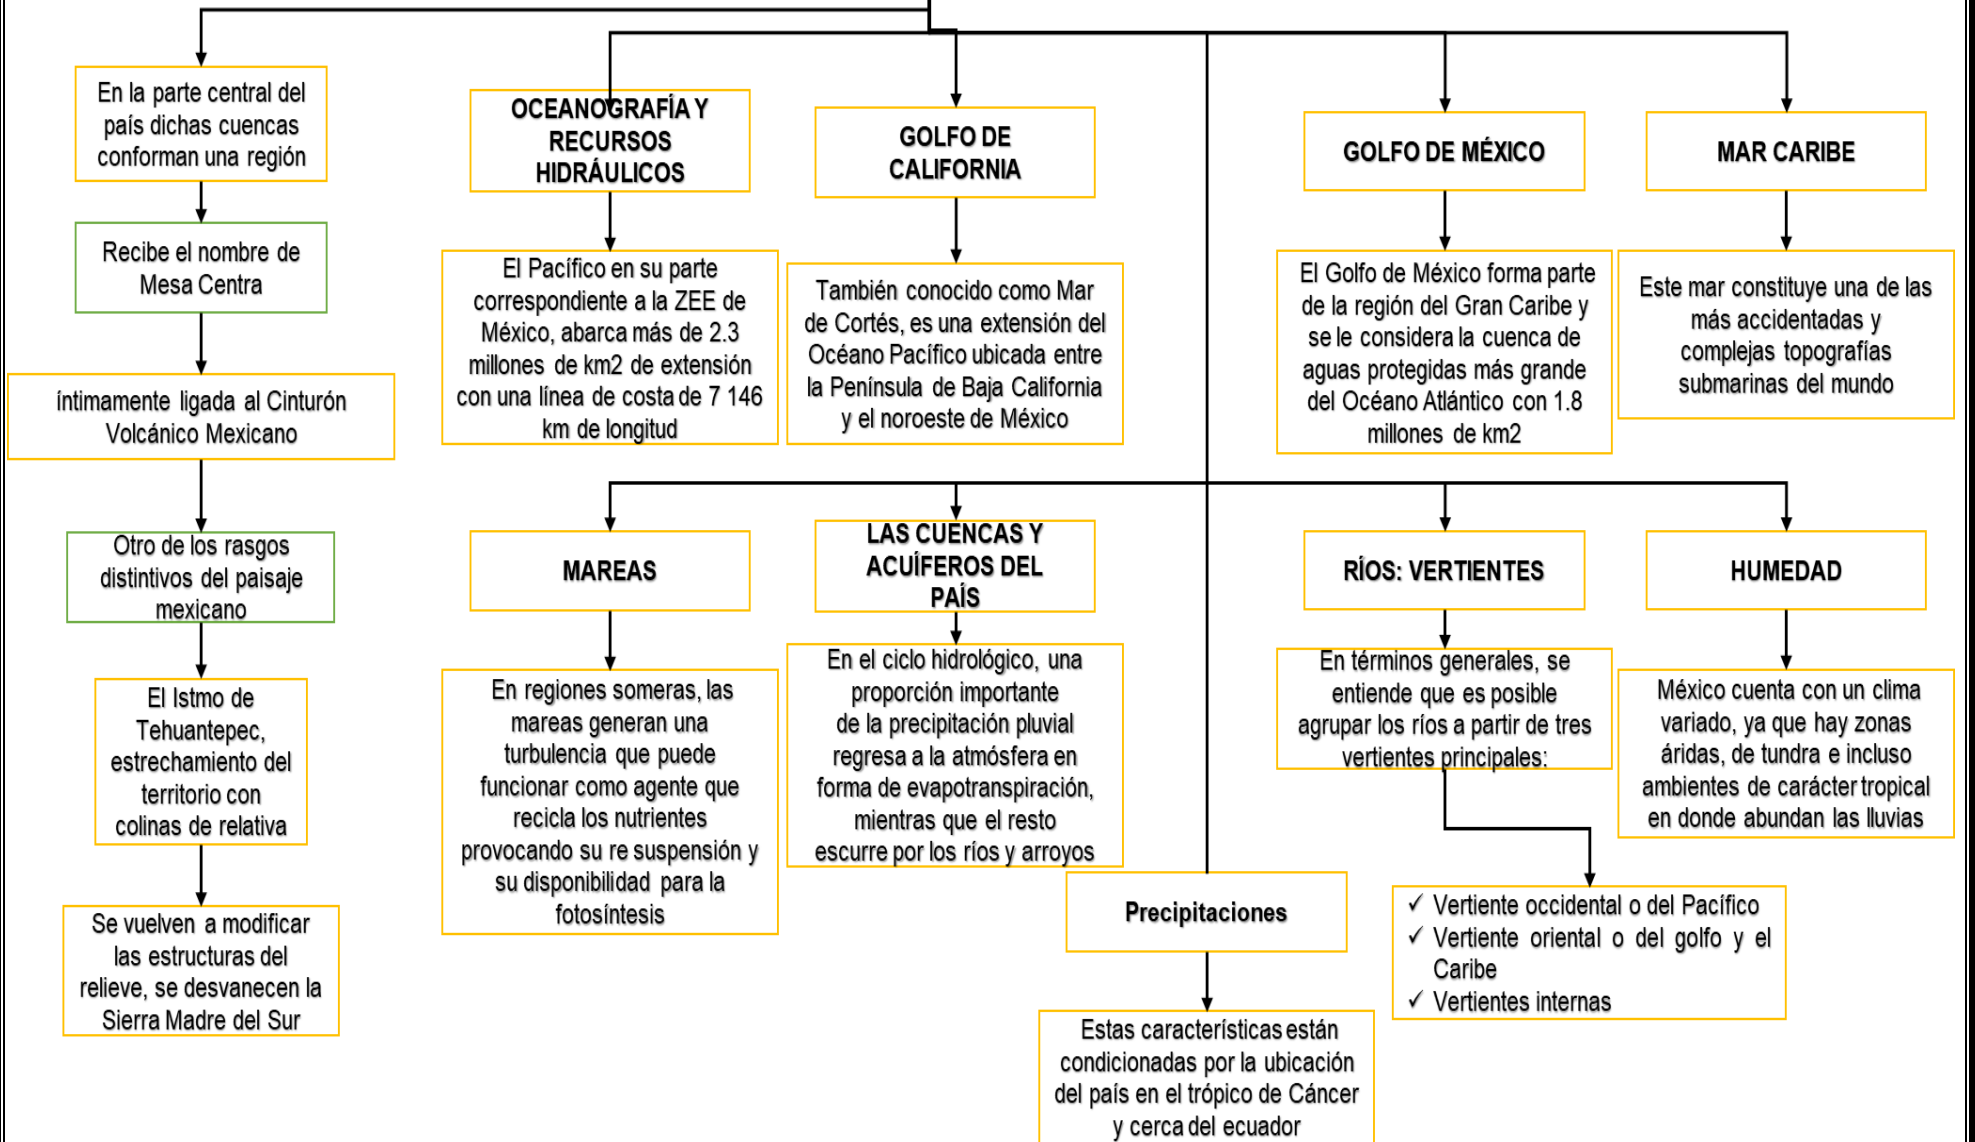 En la parte central del
país dichas cuencas
conforman una región
Recibe el nombre de
Mesa Centra
íntimamente ligada al Cinturón
Volcánico Mexicano
Otro de los rasgos
distintivos del paisaje
mexicano
El Istmo de
Tehuantepec,
estrechamiento del
territorio con
colinas de relativa
Se vuelven a modificar
las estructuras del
relieve, se desvanecen la
Sierra Madre del Sur
OCEANOGRAFÍA Y
RECURSOS
HIDRÁULICOS
El Pacífico en su parte
correspondiente a la ZEE de
México, abarca más de 2.3
millones de km2 de extensión
con una línea de costa de 7 146
km de longitud
GOLFO DE
CALIFORNIA
También conocido como Mar
de Cortés, es una extensión del
Océano Pacífico ubicada entre
la Península de Baja California
y el noroeste de México
GOLFO DE MÉXICO
El Golfo de México forma parte
de la región del Gran Caribe y
se le considera la cuenca de
aguas protegidas más grande
del Océano Atlántico con 1.8
millones de km2
MAR CARIBE
Este mar constituye una de las
más accidentadas y
complejas topografías
submarinas del mundo
MAREAS
En regiones someras, las
mareas generan una
turbulencia que puede
funcionar como agente que
recicla los nutrientes
provocando su re suspensión y
su disponibilidad para la
fotosíntesis
LAS CUENCAS Y
ACUÍFEROS DEL
PAÍS
En el ciclo hidrológico, una
proporción importante
de la precipitación pluvial
regresa a la atmósfera en
forma de evapotranspiración,
mientras que el resto
escurre por los ríos y arroyos
Precipitaciones
Estas características están
condicionadas por la ubicación
del país en el trópico de Cáncer
y cerca del ecuador
RÍOS: VERTIENTES
En términos generales, se
entiende que es posible
agrupar los ríos a partir de tres
vertientes principales:
✓ Vertiente occidental o del Pacífico
✓ Vertiente oriental o del golfo y el
Caribe
✓ Vertientes internas
HUMEDAD
México cuenta con un clima
variado, ya que hay zonas
áridas, de tundra e incluso
ambientes de carácter tropical
en donde abundan las lluvias